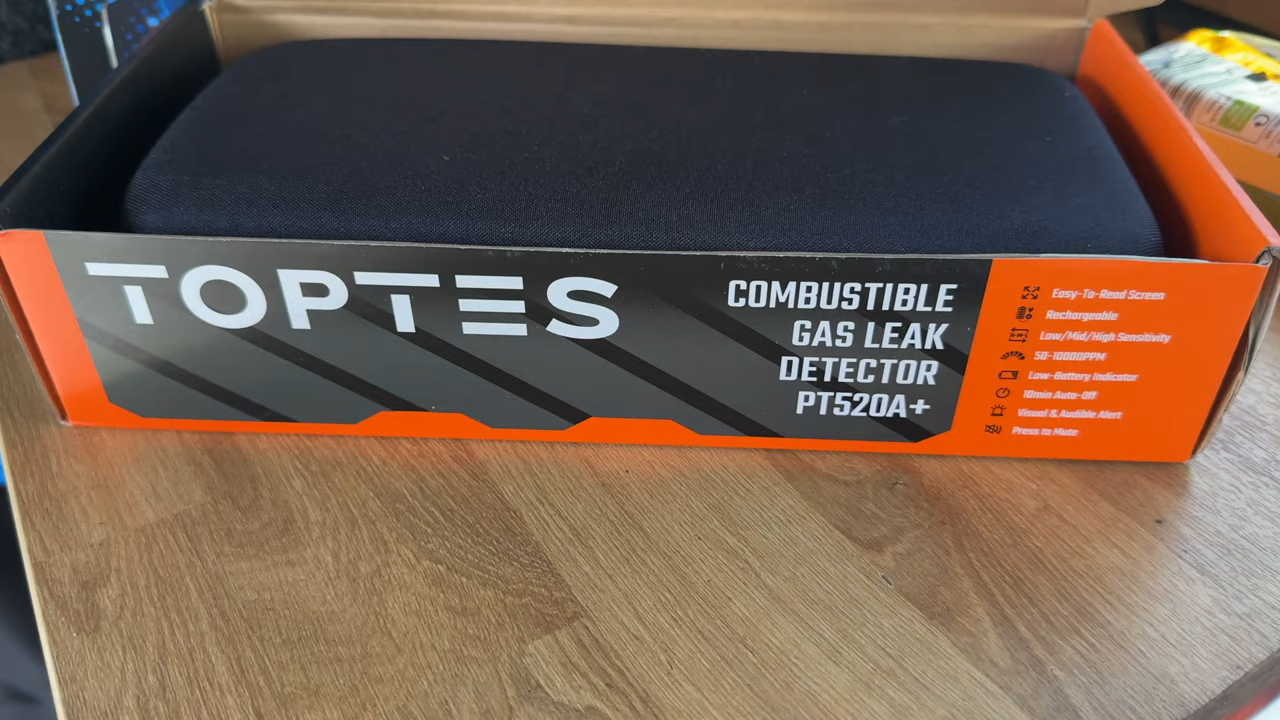 TOPTES
COMBUSTIBLE
GAS LEAK
DETECTOR
PT520A+
Easy-To-Read Screen
Rechargeable
Low/Mid/High Sensitivity
50-10000PPM
Low-Battery Indicator
10min Auto-Off
Visual & Audible Alert
Press to Mute